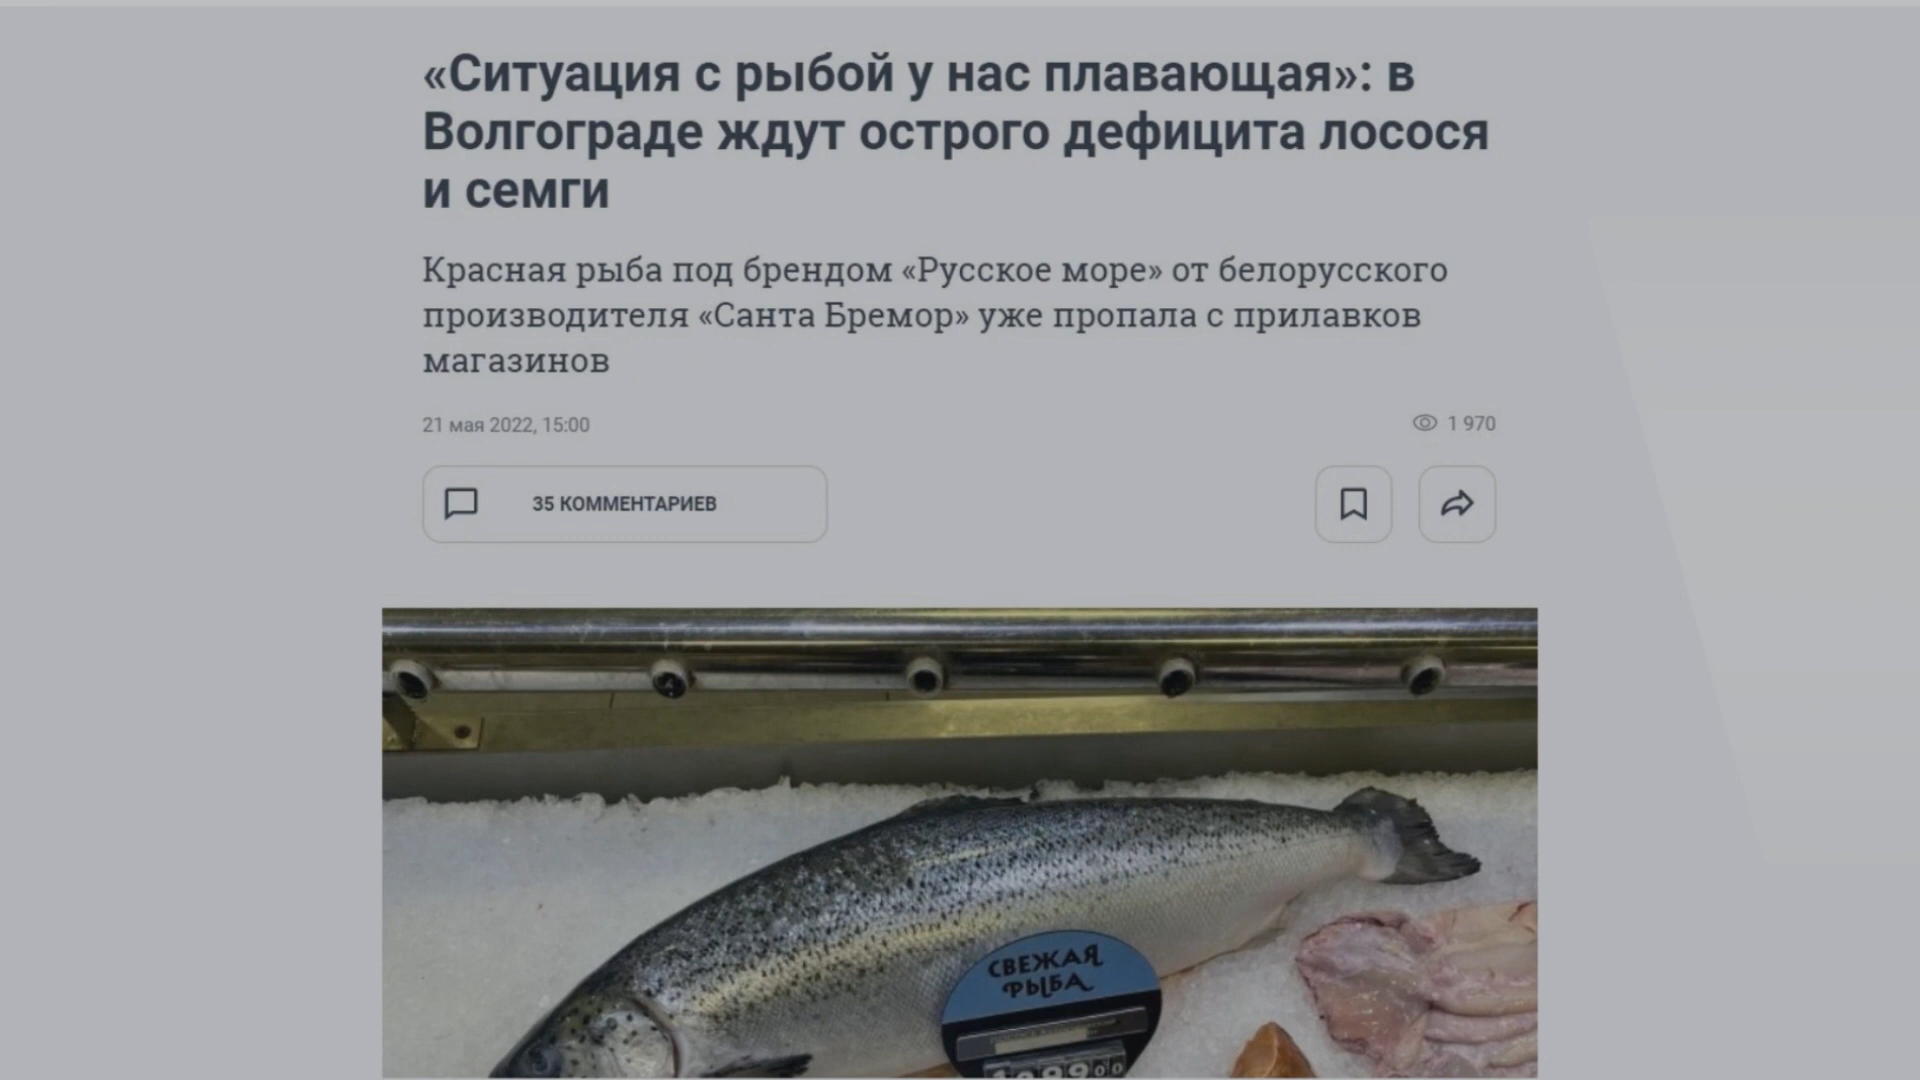 «Ситуация с рыбой у нас плавающая»: в
Волгограде ждут острого дефицита лосося
и семги
Красная рыба под брендом «Русское море» от белорусского
производителя «Санта Бремор» уже пропала с прилавков
магазинов
21 мая 2022, 15:00
1 970
35 КОММЕНТАРИЕВ
СВЕЖАЯ
РЫБА